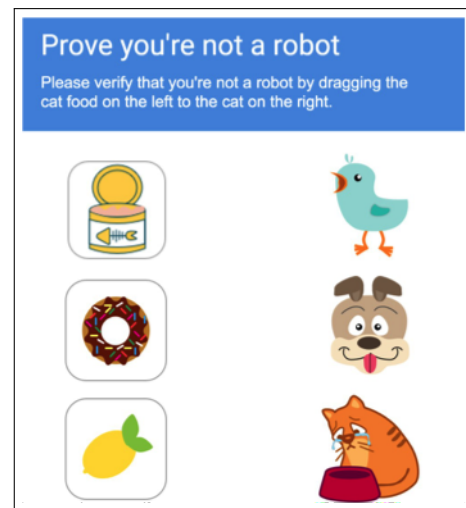 Prove you're not a robot
Please verify that you're not a robot by dragging the
cat food on the left to the cat on the right.